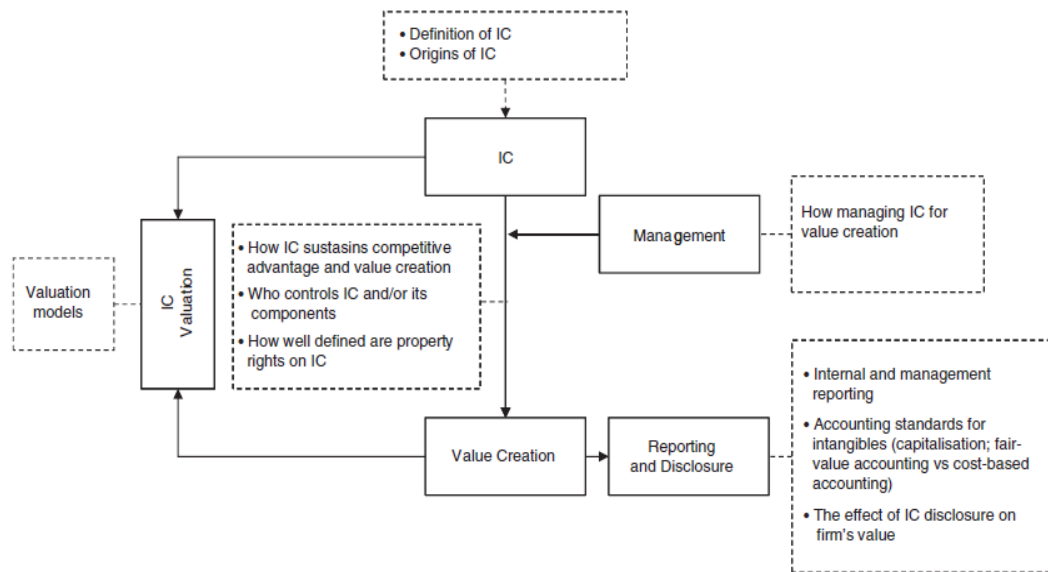 • Definition of IC
• Origins of IC
IC
Management
How managing IC for
value creation
• How IC sustasins competitive
advantage and value creation
• Who controls IC and/or its
components
• How well defined are property
rights on IC
Valuation
models
IC
Valuation
Value Creation
Reporting
and Disclosure
• Internal and management
reporting
• Accounting standards for
intangibles (capitalisation; fair-
value accounting vs cost-based
accounting)
• The effect of IC disclosure on
firm's value